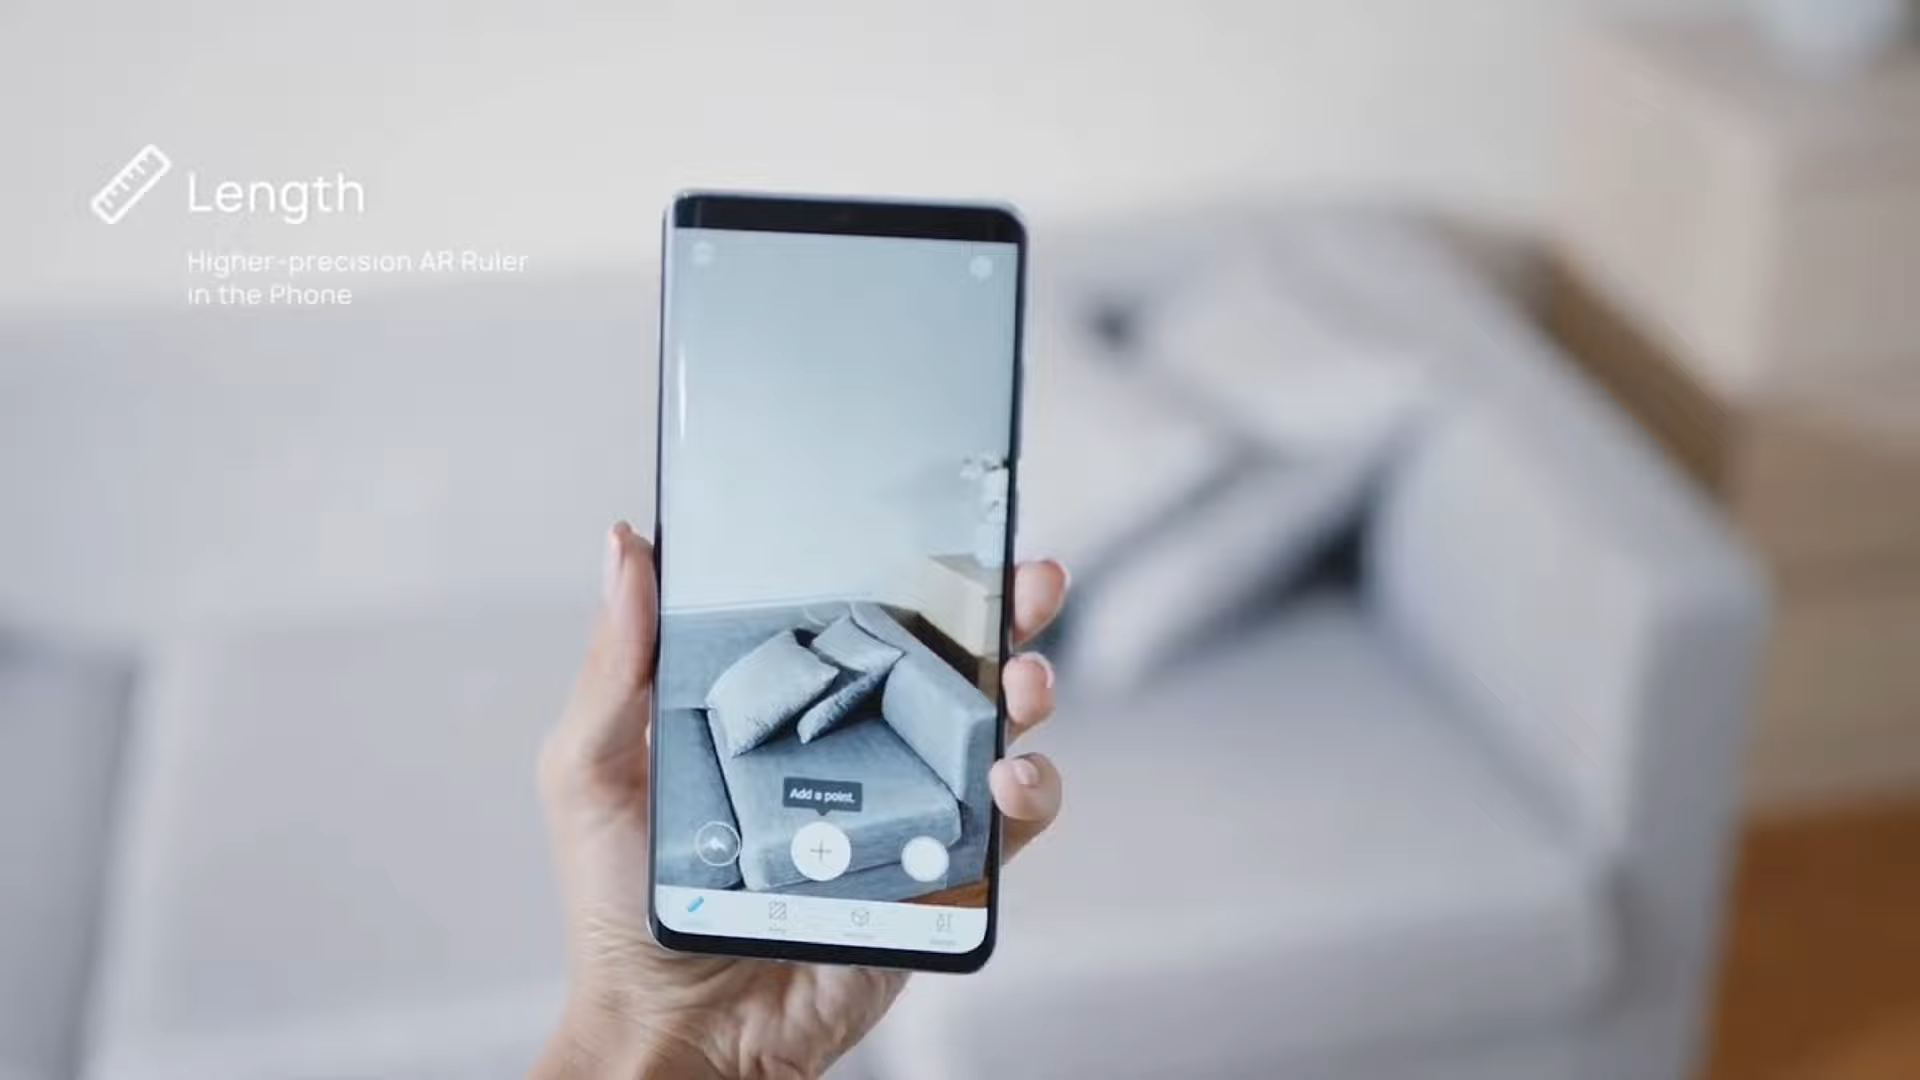 Length
Higher-precision AR Ruler
in the Phone
Add a point.